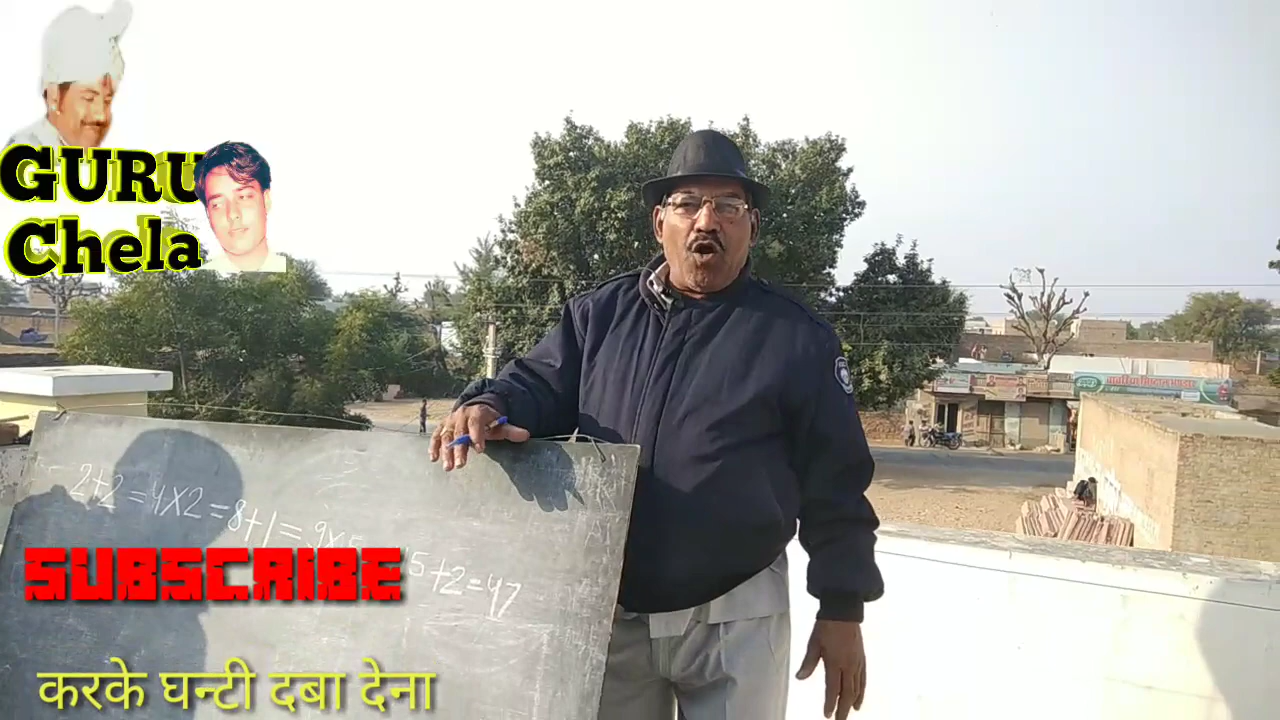 GURU
Chela
2+2=4X2=8+1=9X5
5+2=47
SUBSCRIBE
करके घन्टी दबा देना